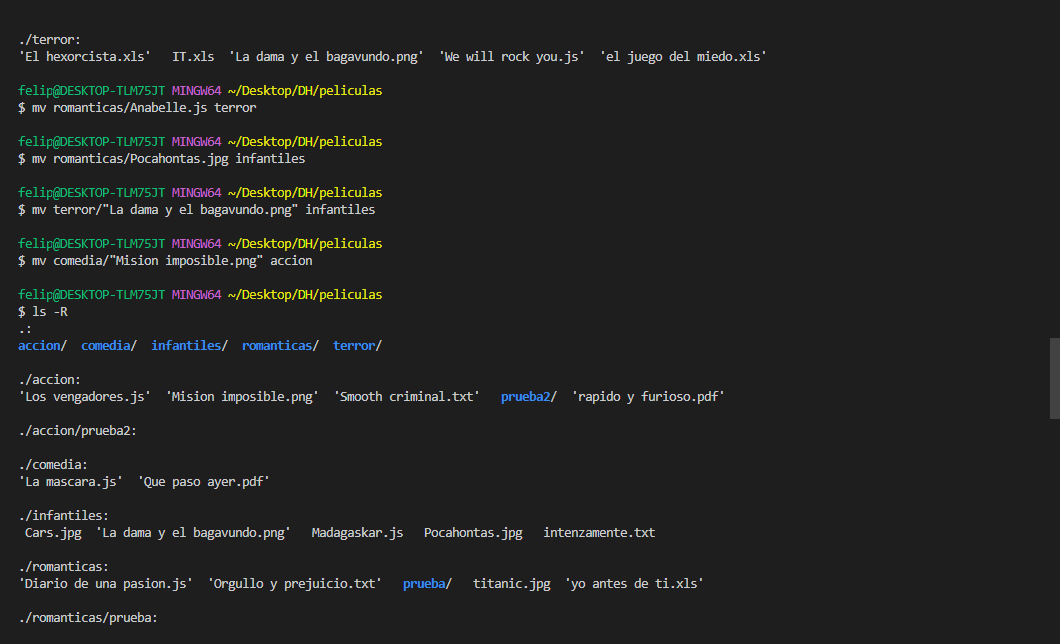 ./terror:
'El hexorcista.xls'   IT.xls  'La dama y el bagavundo.png'  'We will rock you.js'  'el juego del miedo.xls'
felip@DESKTOP-TLM75JT MINGW64 ~/Desktop/DH/peliculas
$ mv romanticas/Anabelle.js terror
felip@DESKTOP-TLM75JT MINGW64 ~/Desktop/DH/peliculas
$ mv romanticas/Pocahontas.jpg infantiles
felip@DESKTOP-TLM75JT MINGW64 ~/Desktop/DH/peliculas
$ mv terror/"La dama y el bagavundo.png" infantiles
felip@DESKTOP-TLM75JT MINGW64 ~/Desktop/DH/peliculas
$ mv comedia/"Mision imposible.png" accion
felip@DESKTOP-TLM75JT MINGW64 ~/Desktop/DH/peliculas
$ ls -R
.:
accion/  comedia/  infantiles/  romanticas/  terror/
./accion:
'Los vengadores.js'  'Mision imposible.png'  'Smooth criminal.txt'   prueba2/  'rapido y furioso.pdf'
./accion/prueba2:
./comedia:
'La mascara.js'  'Que paso ayer.pdf'
./infantiles:
Cars.jpg  'La dama y el bagavundo.png'   Madagaskar.js   Pocahontas.jpg   intenzamente.txt
./romanticas:
'Diario de una pasion.js'  'Orgullo y prejuicio.txt'   prueba/   titanic.jpg  'yo antes de ti.xls'
./romanticas/prueba: